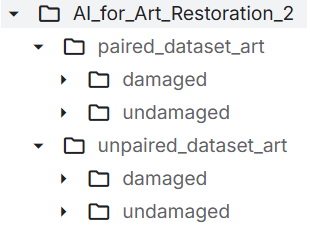 AI_for_Art_Restoration_2
paired_dataset_art
damaged
undamaged
unpaired_dataset_art
damaged
undamaged